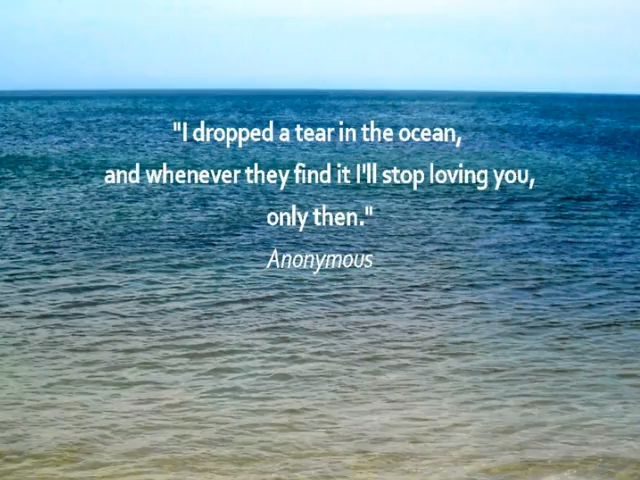 "I dropped a tear in the ocean,
and whenever they find it I'll stop loving you,
only then."
Anonymous